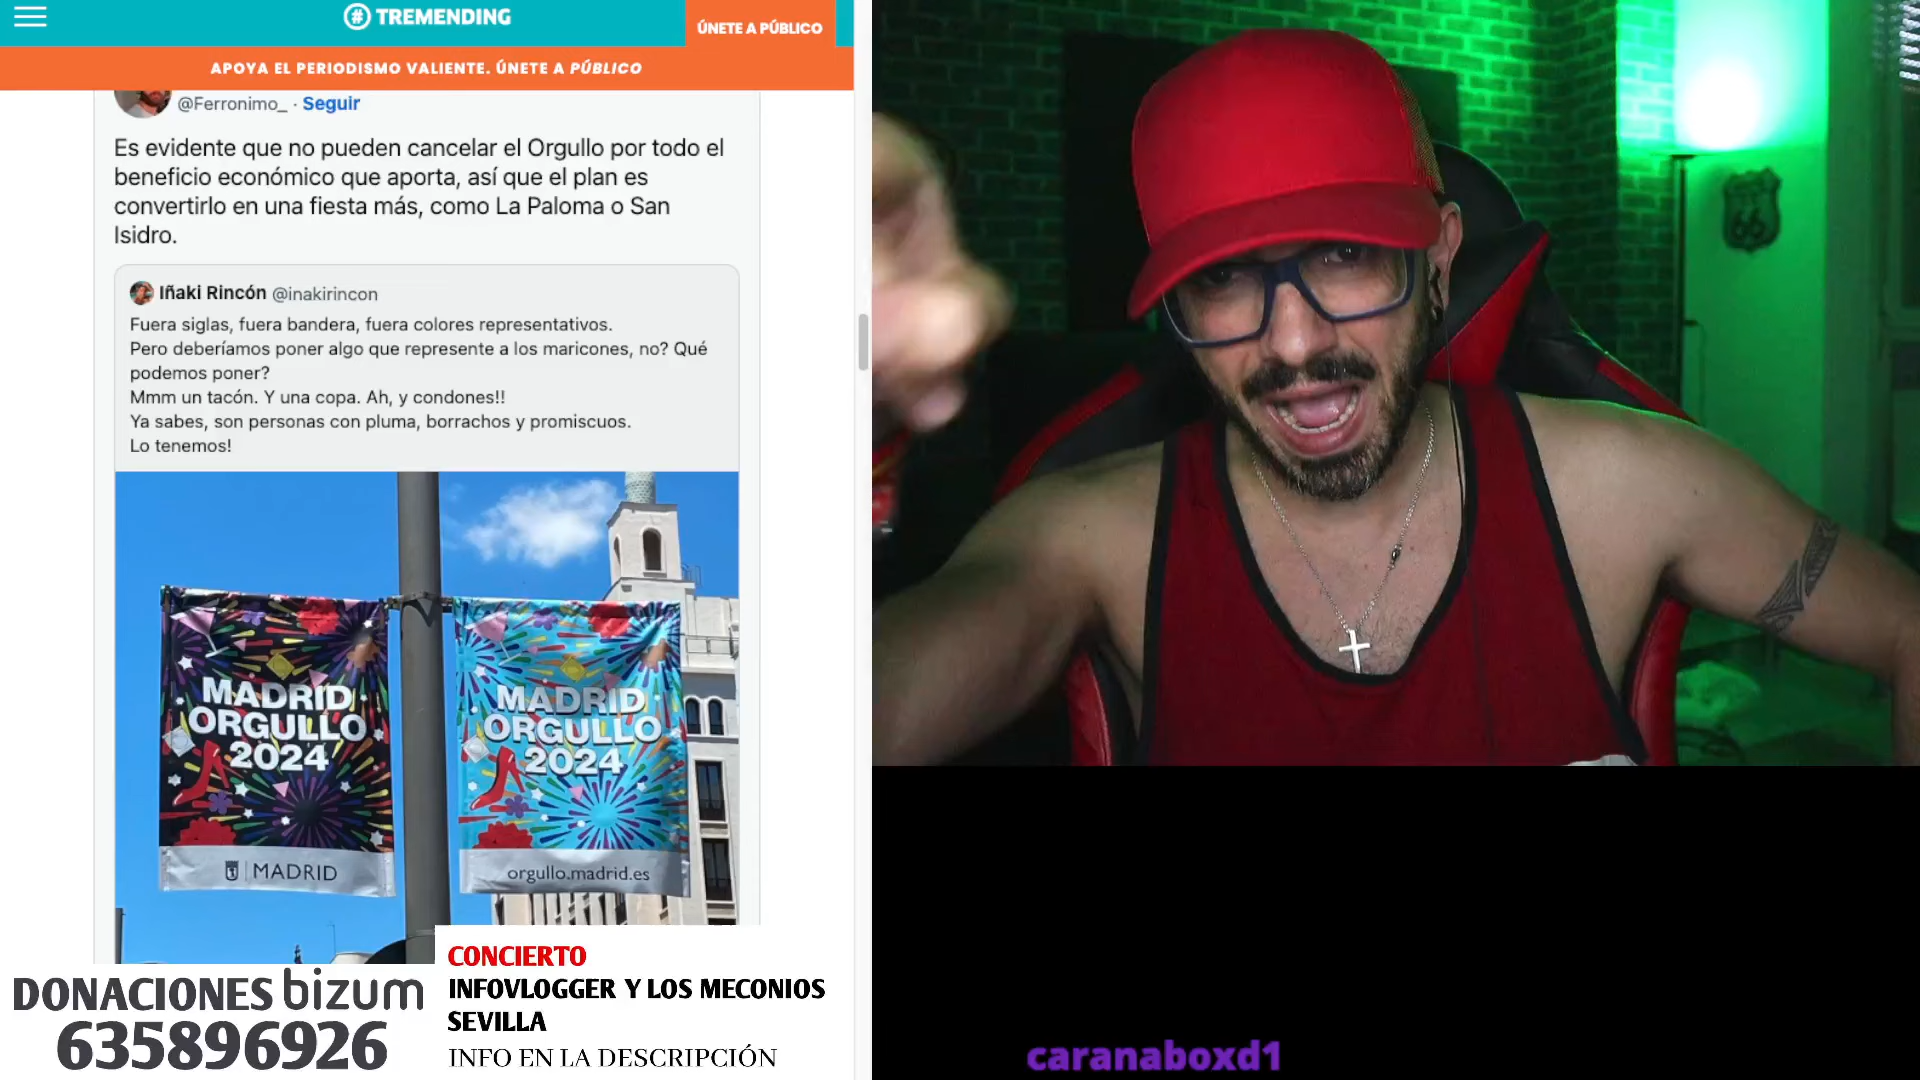 TREMENDING
ÚNETE A PÚBLICO
APOYA EL PERIODISMO VALIENTE. ÚNETE A PÚBLICO
@Ferronimo_ · Seguir
Es evidente que no pueden cancelar el Orgullo por todo el
beneficio económico que aporta, así que el plan es
convertirlo en una fiesta más, como La Paloma o San
Isidro.
Iñaki Rincón @inakirincon
Fuera siglas, fuera bandera, fuera colores representativos.
Pero deberíamos poner algo que represente a los maricones, no? Qué
podemos poner?
Mmm un tacón. Y una copa. Ah, y condones!!
Ya sabes, son personas con pluma, borrachos y promiscuos.
Lo tenemos!
MADRID
ORGULLO
2024
MADRID
MADRID
ORGULLO
2024
orgullo.madrid.es
DONACIONES bizum
635896926
CONCIERTO
INFOVLOGGER Y LOS MECONIOS
SEVILLA
INFO EN LA DESCRIPCIÓN
66
caranaboxd1